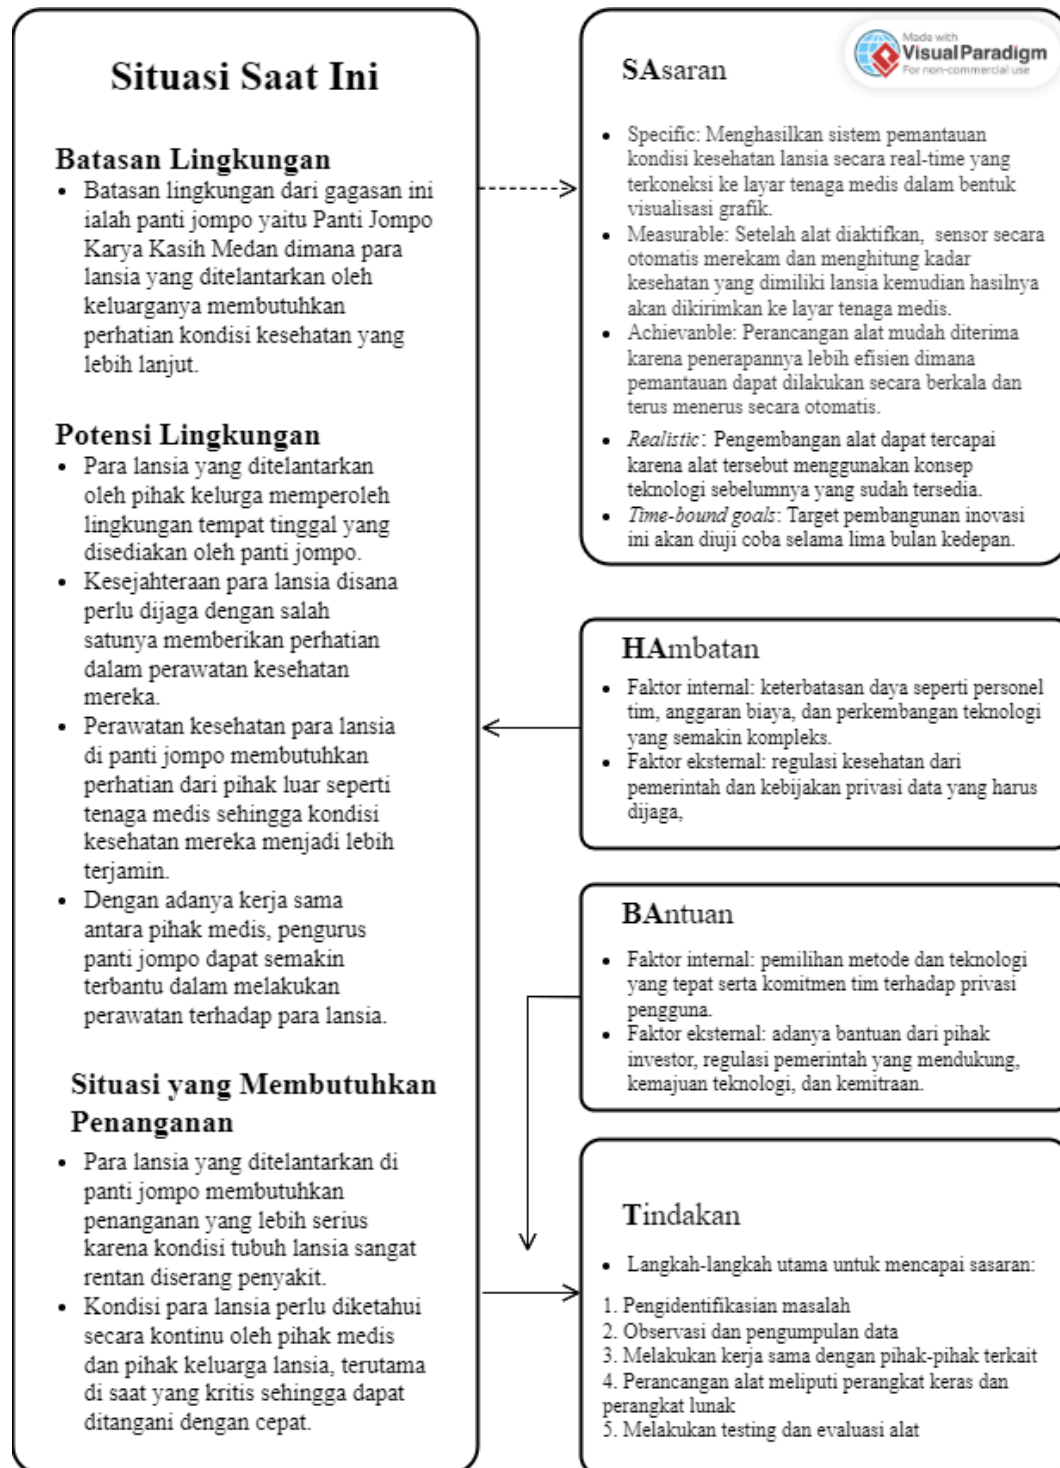 Situasi Saat Ini
Batasan Lingkungan
• Batasan lingkungan dari gagasan ini
ialah panti jompo yaitu Panti Jompo
Karya Kasih Medan dimana para
lansia yang ditelantarkan oleh
keluarganya membutuhkan
perhatian kondisi kesehatan yang
lebih lanjut.
Potensi Lingkungan
• Para lansia yang ditelantarkan
oleh pihak kelurga memperoleh
lingkungan tempat tinggal yang
disediakan oleh panti jompo.
• Kesejahteraan para lansia disana
perlu dijaga dengan salah
satunya memberikan perhatian
dalam perawatan kesehatan
mereka.
• Perawatan kesehatan para lansia
di panti jompo membutuhkan
perhatian dari pihak luar seperti
tenaga medis sehingga kondisi
kesehatan mereka menjadi lebih
terjamin.
• Dengan adanya kerja sama
antara pihak medis, pengurus
panti jompo dapat semakin
terbantu dalam melakukan
perawatan terhadap para lansia.
Situasi yang Membutuhkan
Penanganan
• Para lansia yang ditelantarkan di
panti jompo membutuhkan
penanganan yang lebih serius
karena kondisi tubuh lansia sangat
rentan diserang penyakit.
• Kondisi para lansia perlu diketahui
secara kontinu oleh pihak medis
dan pihak keluarga lansia, terutama
di saat yang kritis sehingga dapat
ditangani dengan cepat.
Made with
Visual Paradigm
For non-commercial use
SAsaran
• Specific: Menghasilkan sistem pemantauan
kondisi kesehatan lansia secara real-time yang
terkoneksi ke layar tenaga medis dalam bentuk
visualisasi grafik.
• Measurable: Setelah alat diaktifkan, sensor secara
otomatis merekam dan menghitung kadar
kesehatan yang dimiliki lansia kemudian hasilnya
akan dikirimkan ke layar tenaga medis.
• Achievanble: Perancangan alat mudah diterima
karena penerapannya lebih efisien dimana
pemantauan dapat dilakukan secara berkala dan
terus menerus secara otomatis.
• Realistic: Pengembangan alat dapat tercapai
karena alat tersebut menggunakan konsep
teknologi sebelumnya yang sudah tersedia.
• Time-bound goals: Target pembangunan inovasi
ini akan diuji coba selama lima bulan kedepan.
HAmbatan
• Faktor internal: keterbatasan daya seperti personel
tim, anggaran biaya, dan perkembangan teknologi
yang semakin kompleks.
• Faktor eksternal: regulasi kesehatan dari
pemerintah dan kebijakan privasi data yang harus
dijaga,
BAntuan
• Faktor internal: pemilihan metode dan teknologi
yang tepat serta komitmen tim terhadap privasi
pengguna.
• Faktor eksternal: adanya bantuan dari pihak
investor, regulasi pemerintah yang mendukung,
kemajuan teknologi, dan kemitraan.
Tindakan
• Langkah-langkah utama untuk mencapai sasaran:
1. Pengidentifikasian masalah
2. Observasi dan pengumpulan data
3. Melakukan kerja sama dengan pihak-pihak terkait
4. Perancangan alat meliputi perangkat keras dan
perangkat lunak
5. Melakukan testing dan evaluasi alat